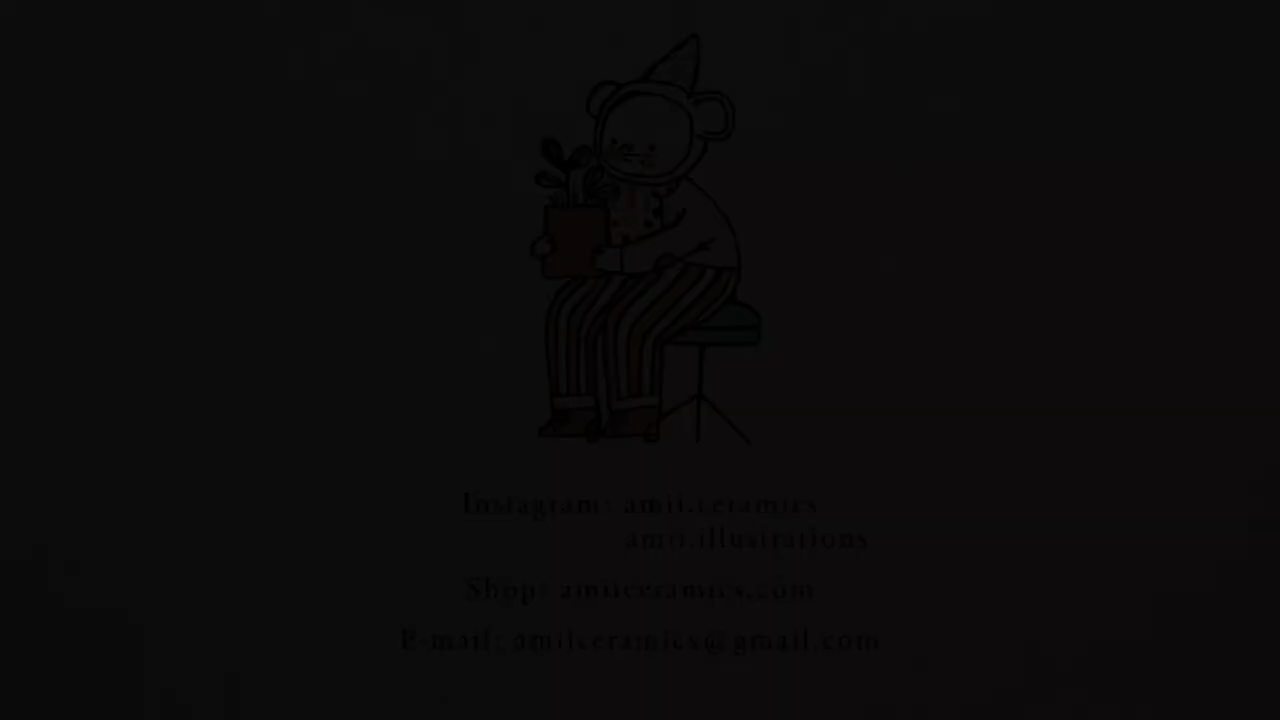 Instagram: amii.ceramics
amii.illustrations
Shop: amiiceramics.com
E-mail: amiiceramics@gmail.com